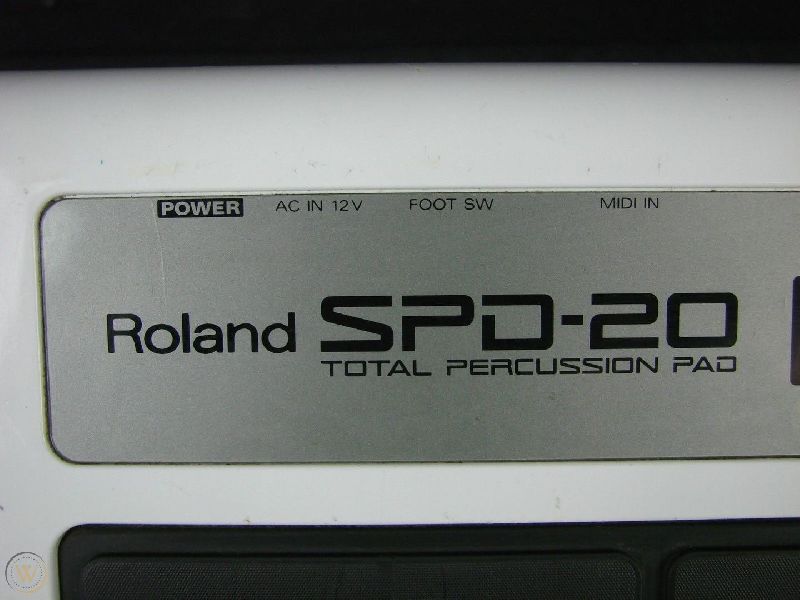 POWER AC IN 12V FOOT SW MIDI IN
Roland SPD-20
TOTAL PERCUSSION PAD
W